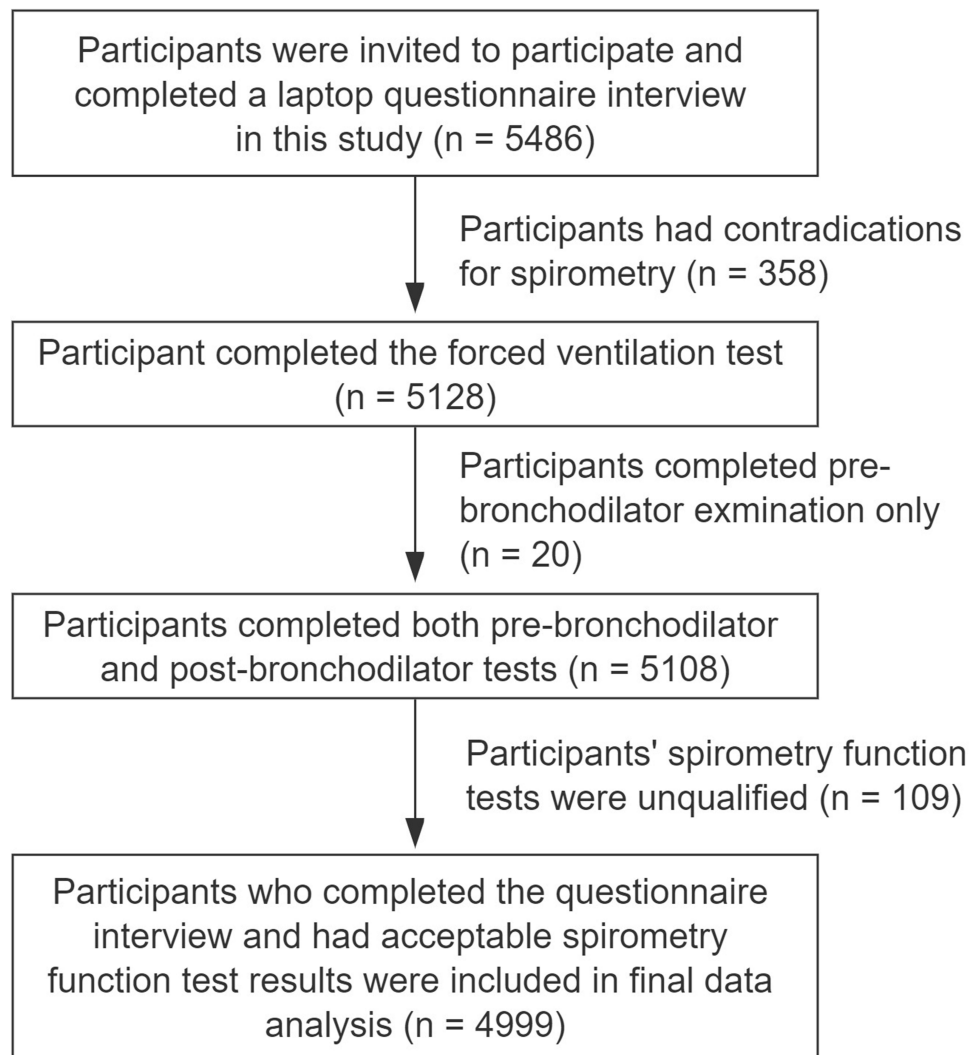 Participants were invited to participate and
completed a laptop questionnaire interview
in this study (n = 5486)
Participants had contradications
for spirometry (n = 358)
Participant completed the forced ventilation test
(n = 5128)
Participants completed pre-
bronchodilator exmination only
(n = 20)
Participants completed both pre-bronchodilator
and post-bronchodilator tests (n = 5108)
Participants' spirometry function
tests were unqualified (n = 109)
Participants who completed the questionnaire
interview and had acceptable spirometry
function test results were included in final data
analysis (n = 4999)